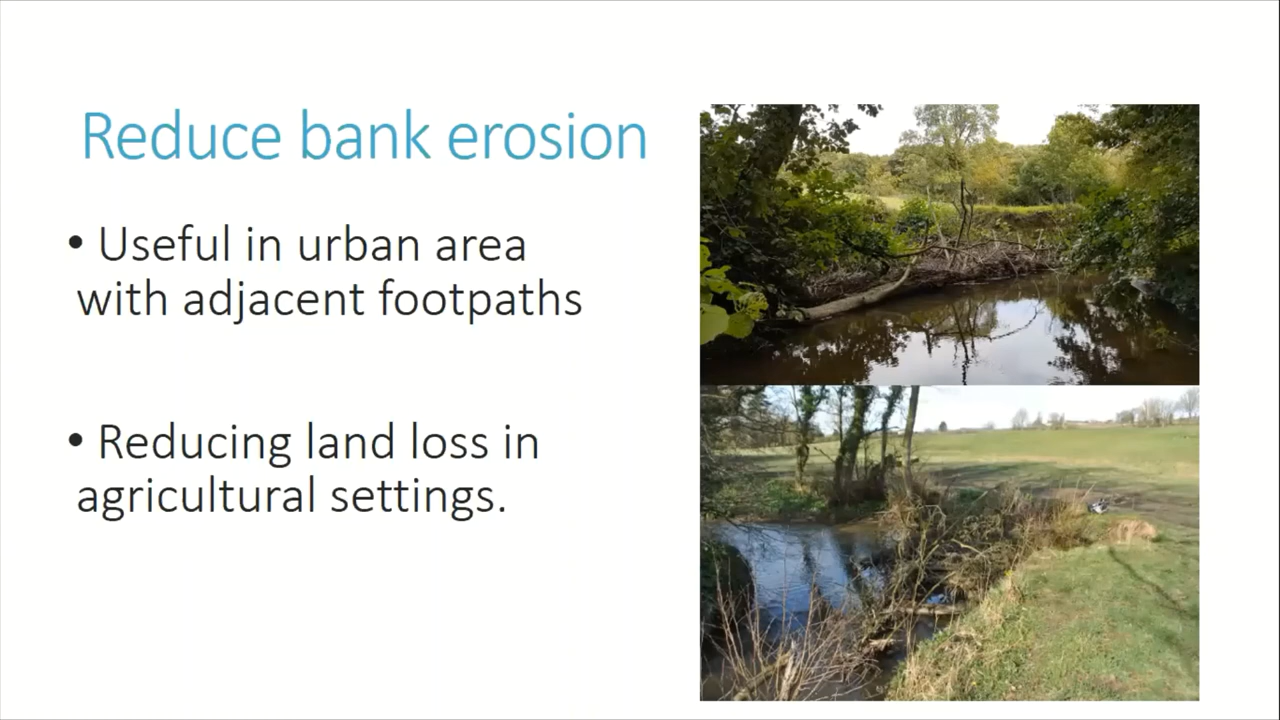 Reduce bank erosion
• Useful in urban area
with adjacent footpaths
• Reducing land loss in
agricultural settings.